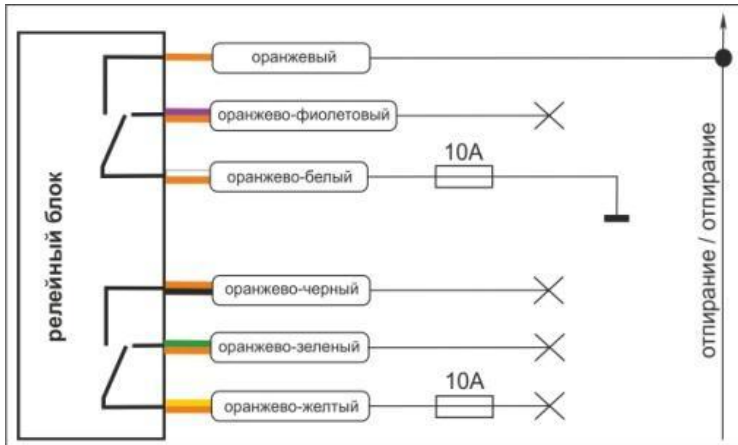 релейный блок
оранжевый
оранжево-фиолетовый
10А
оранжево-белый
оранжево-черный
оранжево-зеленый
10А
оранжево-желтый
отпирание / отпирание